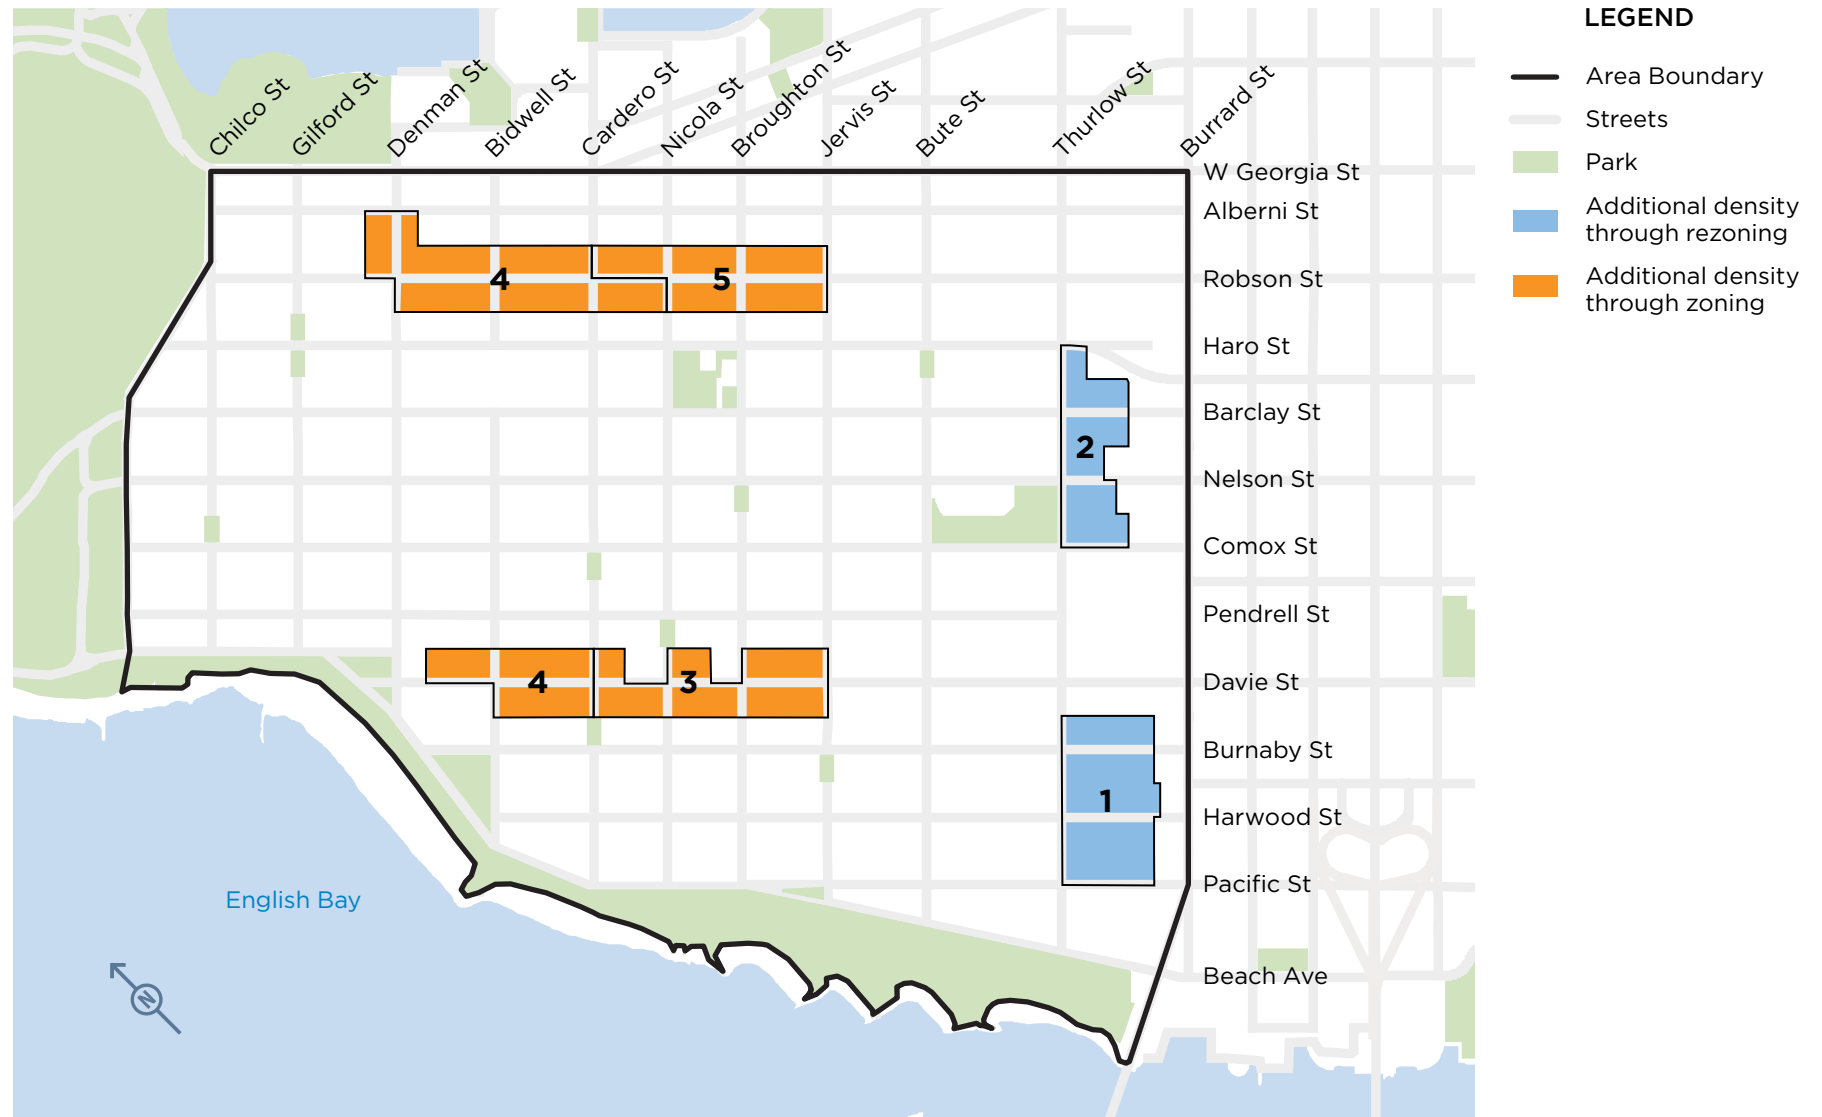 LEGEND
Area Boundary
Streets
Park
Additional density
through rezoning
Additional density
through zoning
Chilco St
Gilford St
Denman St
Bidwell St
Cardero St
Nicola St
Broughton St
Jervis St
Bute St
Thurlow St
Burrard St
W Georgia St
Alberni St
Robson St
Haro St
Barclay St
Nelson St
Comox St
Pendrell St
Davie St
Burnaby St
Harwood St
Pacific St
Beach Ave
4
5
2
4
3
1
English Bay
N